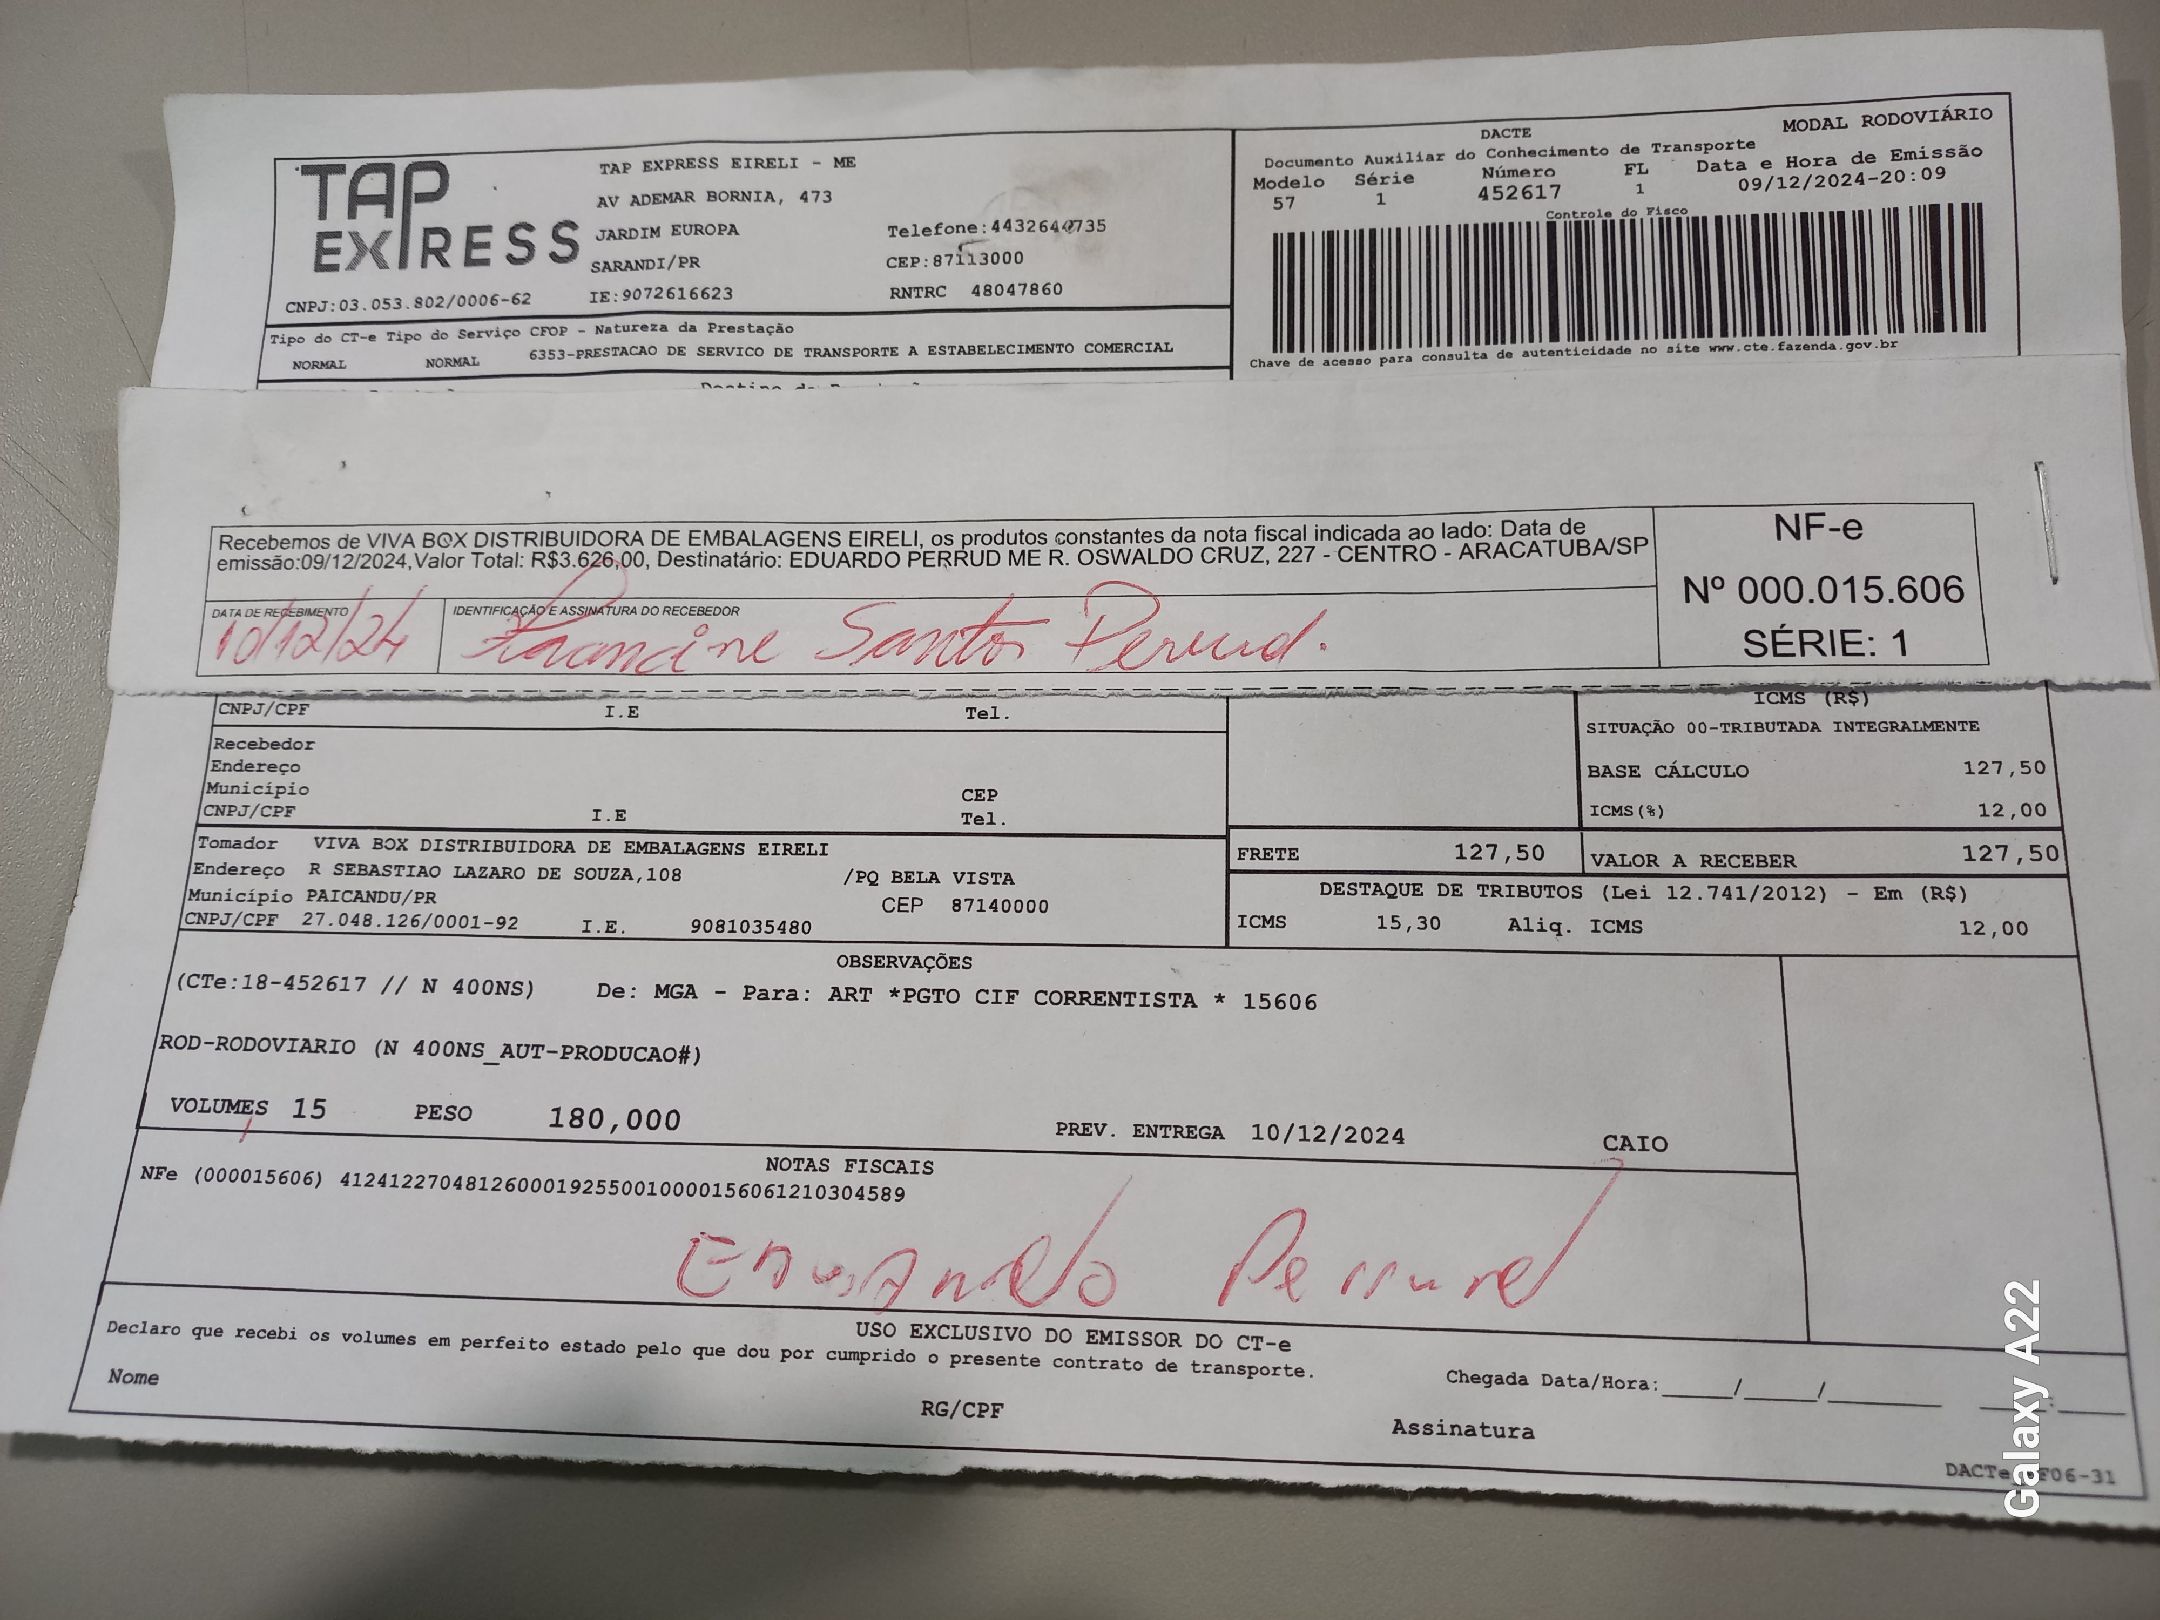 TAP EXPRESS
TAP EXPRESS EIRELI - ME
AV ADEMAR BORNIA, 473
JARDIM EUROPA
Telefone:4432640735
SARANDI/PR
CEP:87113000
CNPJ:03.053.802/0006-62
IE:9072616623
RNTRC 48047860
DACTE
MODAL RODOVIÁRIO
Documento Auxiliar do Conhecimento de Transporte
Modelo Série Número FL Data e Hora de Emissão
57 1 452617 1 09/12/2024-20:09
Controle do Fisco
Chave de acesso para consulta de autenticidade no site www.cte.fazenda.gov.br
Tipo do CT-e Tipo do Serviço CFOP - Natureza da Prestação
NORMAL NORMAL 6353-PRESTACAO DE SERVICO DE TRANSPORTE A ESTABELECIMENTO COMERCIAL
Recebemos de VIVA BOX DISTRIBUIDORA DE EMBALAGENS EIRELI, os produtos constantes da nota fiscal indicada ao lado: Data de
emissão:09/12/2024,Valor Total: R$3.626,00, Destinatário: EDUARDO PERRUD ME R. OSWALDO CRUZ, 227 - CENTRO - ARACATUBA/SP
DATA DE RECEBIMENTO
10/12/24
IDENTIFICAÇÃO E ASSINATURA DO RECEBEDOR
Francine Santos Perrud.
NF-e
Nº 000.015.606
SÉRIE: 1
CNPJ/CPF I.E Tel.
Recebedor
Endereço
Município CEP
CNPJ/CPF I.E Tel.
ICMS (R$)
SITUAÇÃO 00-TRIBUTADA INTEGRALMENTE
BASE CÁLCULO 127,50
ICMS(%) 12,00
Tomador VIVA BOX DISTRIBUIDORA DE EMBALAGENS EIRELI
Endereço R SEBASTIAO LAZARO DE SOUZA,108 /PQ BELA VISTA
Município PAICANDU/PR CEP 87140000
CNPJ/CPF 27.048.126/0001-92 I.E. 9081035480
FRETE 127,50 VALOR A RECEBER 127,50
DESTAQUE DE TRIBUTOS (Lei 12.741/2012) - Em (R$)
ICMS 15,30 Aliq. ICMS 12,00
OBSERVAÇÕES
(CTe:18-452617 // N 400NS) De: MGA - Para: ART *PGTO CIF CORRENTISTA * 15606
ROD-RODOVIARIO (N 400NS_AUT-PRODUCAO#)
VOLUMES 15 PESO 180,000 PREV. ENTREGA 10/12/2024 CAIO
NOTAS FISCAIS
NFe (000015606) 41241227048126000192550010000156061210304589
Eduardo Perrud
USO EXCLUSIVO DO EMISSOR DO CT-e
Declaro que recebi os volumes em perfeito estado pelo que dou por cumprido o presente contrato de transporte.
Nome RG/CPF Assinatura
Chegada Data/Hora:_____/_____/_______ ____:____
Galaxy A22